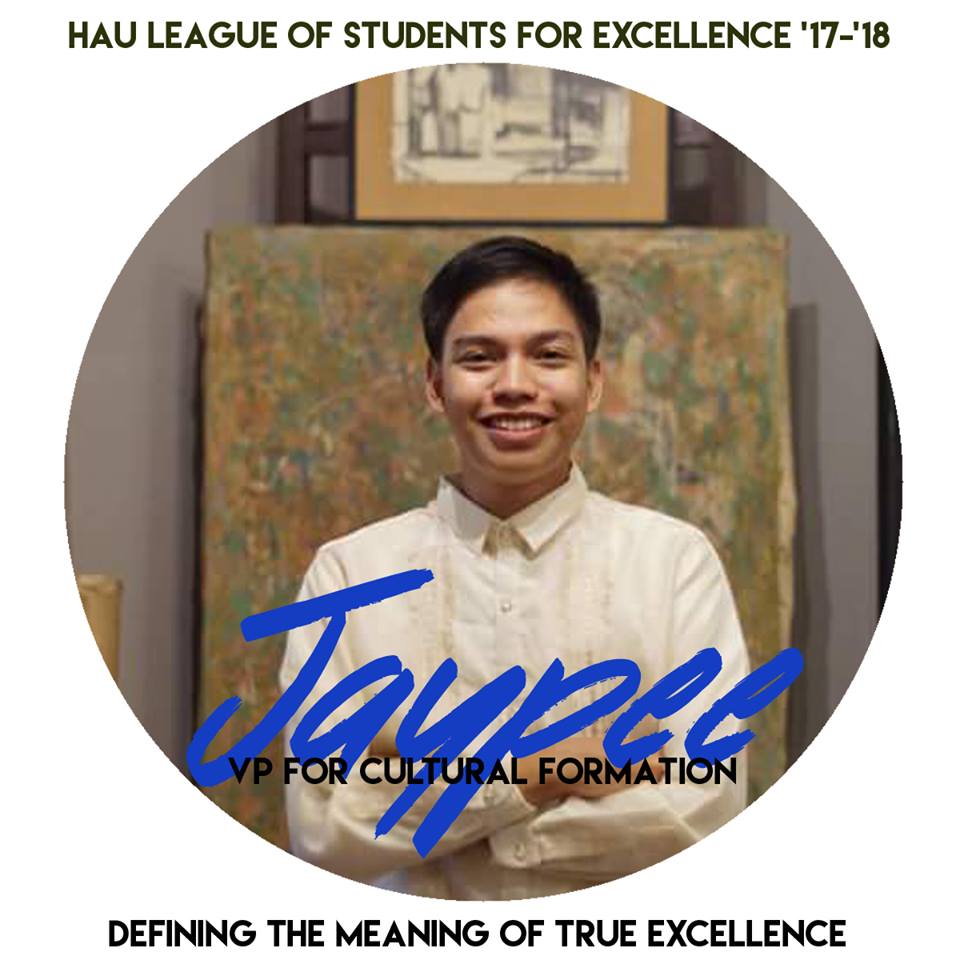 HAU LEAGUE OF STUDENTS FOR EXCELLENCE '17-'18
Jaypee
VP FOR CULTURAL FORMATION
DEFINING THE MEANING OF TRUE EXCELLENCE